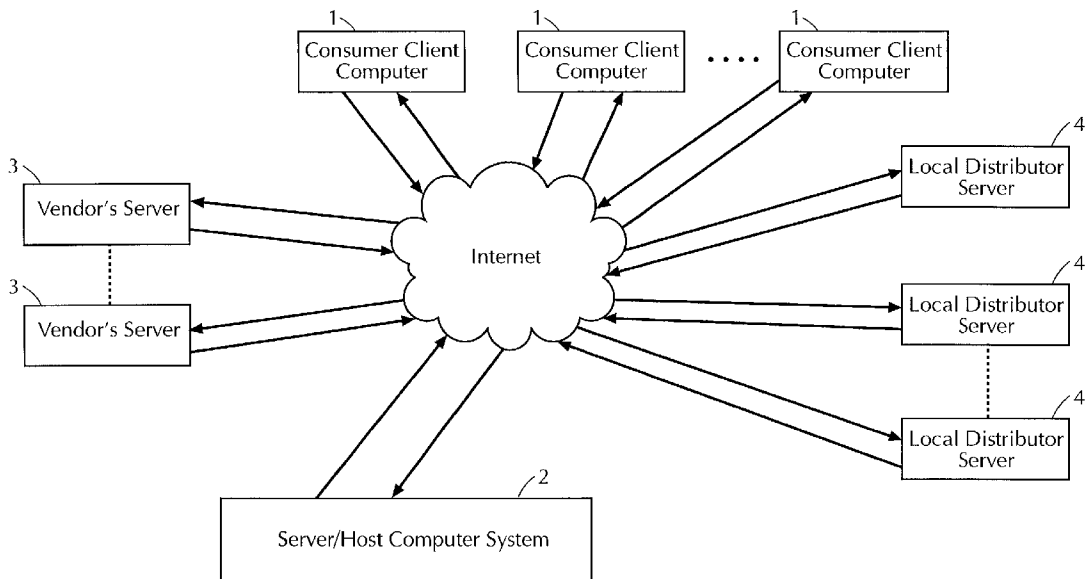 1
Consumer Client
Computer
1
Consumer Client
Computer
1
Consumer Client
Computer
3
Vendor's Server
4
Local Distributor
Server
Internet
3
Vendor's Server
4
Local Distributor
Server
4
Local Distributor
Server
2
Server/Host Computer System